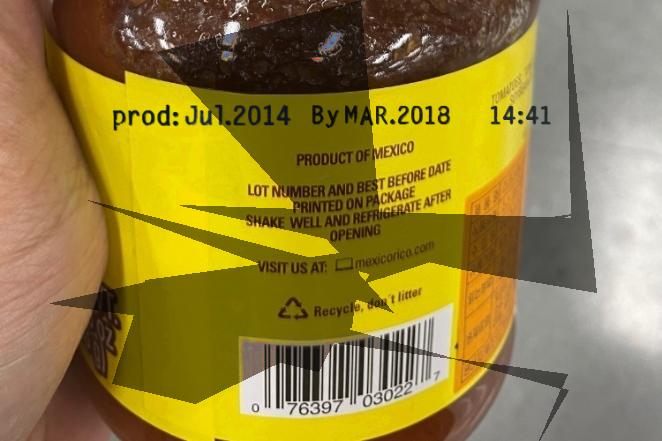 prod: Jul.2014 By MAR.2018 14:41
PRODUCT OF MEXICO
LOT NUMBER AND BEST BEFORE DATE
PRINTED ON PACKAGE
SHAKE WELL AND REFRIGERATE AFTER
OPENING
VISIT US AT: mexicorico.com
Recycle, don't litter
0 76397 03022 7